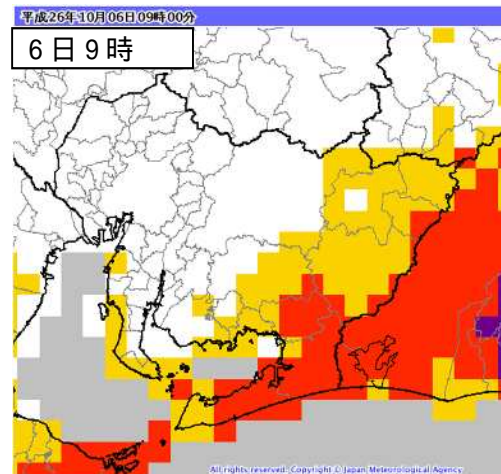 平成26年10月06日09時00分
6日9時
All rights reserved. Copyright © Japan Meteorological Agency